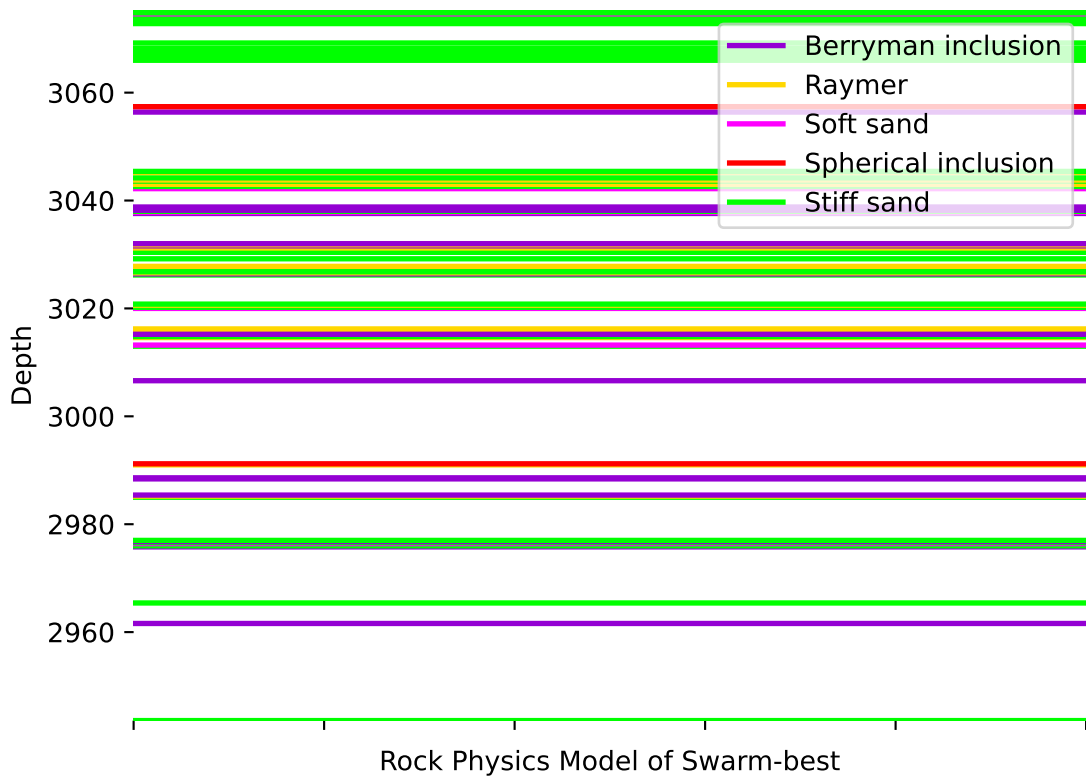 Berryman inclusion
Raymer
Soft sand
Spherical inclusion
Stiff sand
3060
3040
3020
3000
2980
2960
Depth
Rock Physics Model of Swarm-best